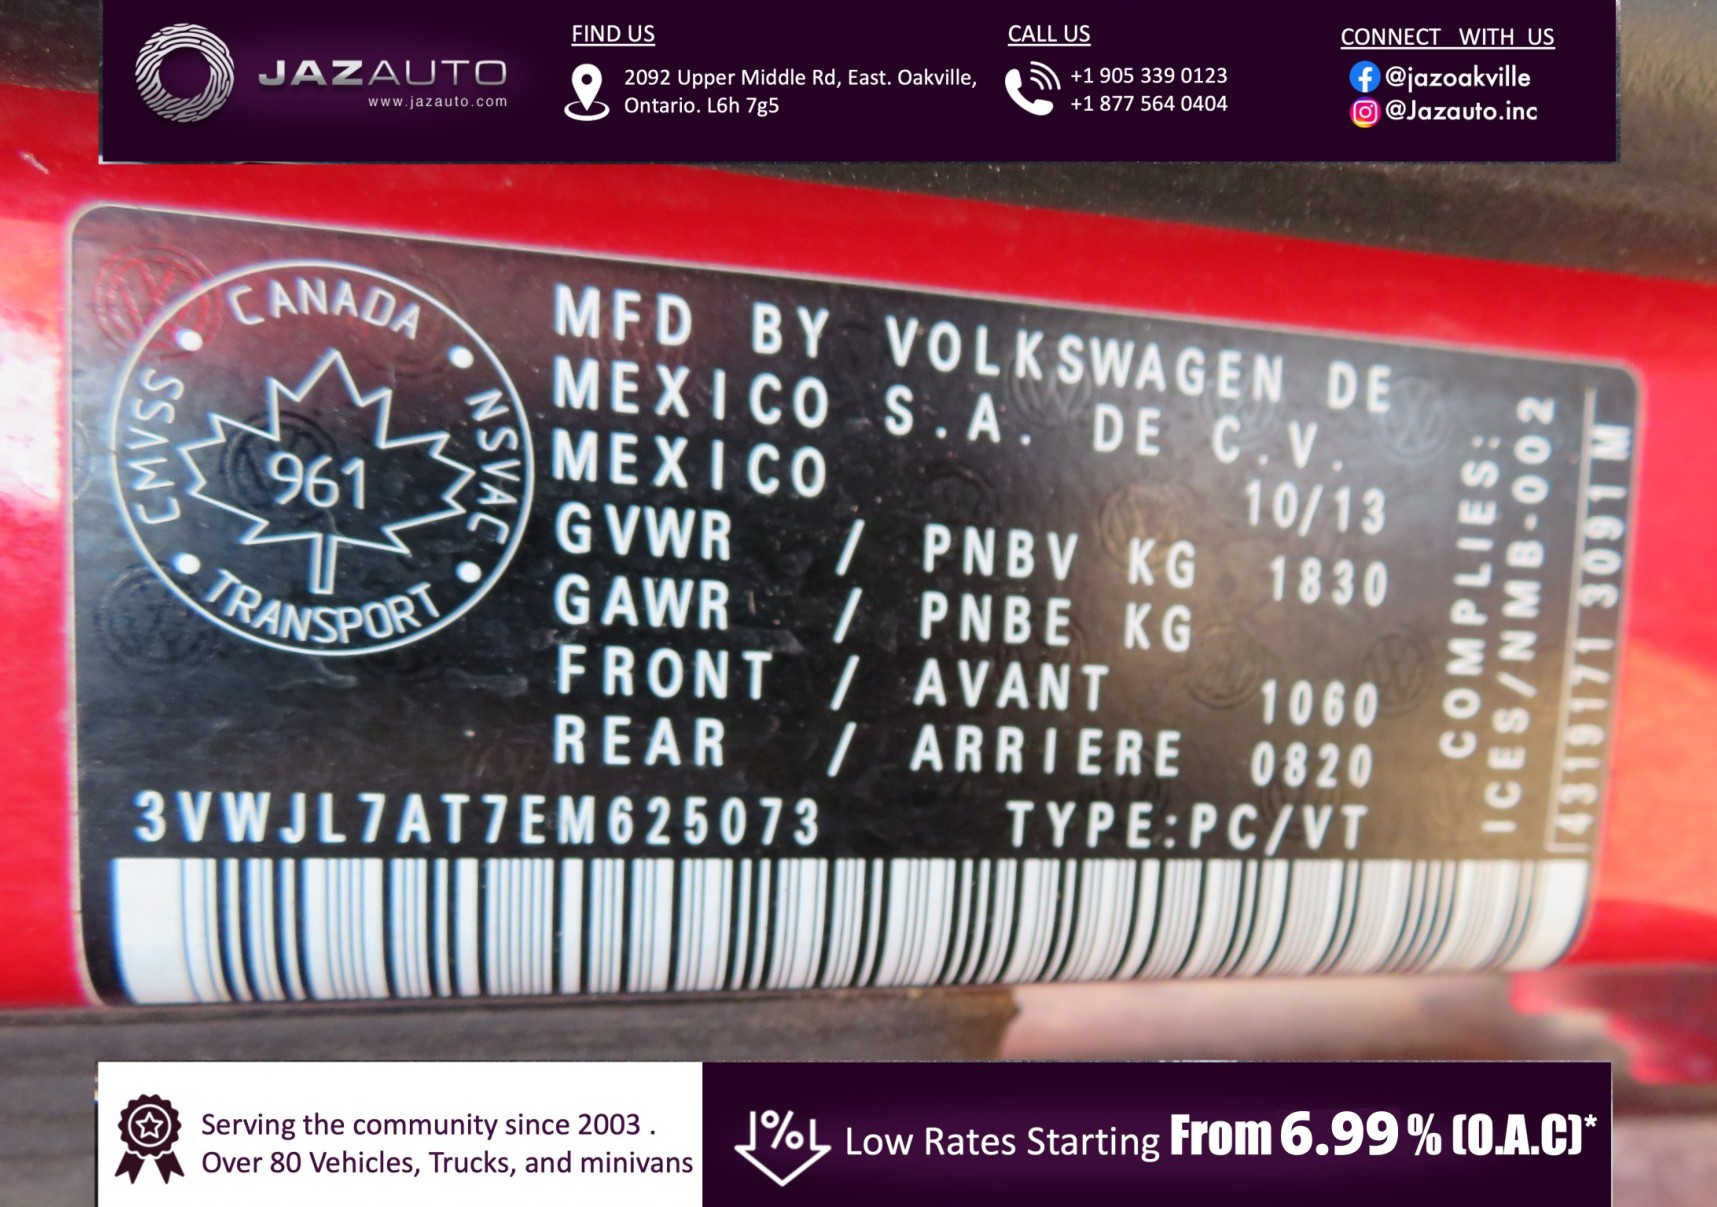 JAZAUTO
www.jazauto.com
FIND US
2092 Upper Middle Rd, East. Oakville,
Ontario. L6h 7g5
CALL US
+1 905 339 0123
+1 877 564 0404
CONNECT WITH US
@jazoakville
@Jazauto.inc
CANADA
CMVSS
NSVAC
961
TRANSPORT
MFD BY VOLKSWAGEN DE
MEXICO S.A. DE C.V.
MEXICO 10/13
GVWR / PNBV KG 1830
GAWR / PNBE KG
FRONT / AVANT 1060
REAR / ARRIERE 0820
3VWJL7AT7EM625073 TYPE:PC/VT
COMPLIES:
ICES/NMB-002
4319171 3091M
Serving the community since 2003 .
Over 80 Vehicles, Trucks, and minivans
%
Low Rates Starting From 6.99 % (O.A.C)*